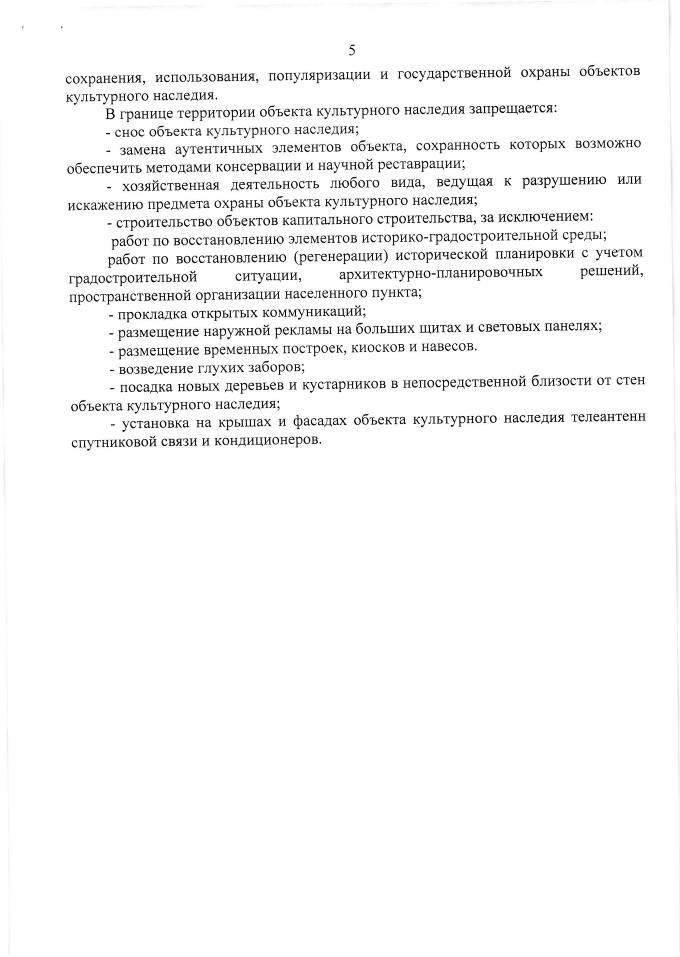 5
сохранения, использования, популяризации и государственной охраны объектов
культурного наследия.
В границе территории объекта культурного наследия запрещается:
- снос объекта культурного наследия;
- замена аутентичных элементов объекта, сохранность которых возможно
обеспечить методами консервации и научной реставрации;
- хозяйственная деятельность любого вида, ведущая к разрушению или
искажению предмета охраны объекта культурного наследия;
- строительство объектов капитального строительства, за исключением:
работ по восстановлению элементов историко-градостроительной среды;
работ по восстановлению (регенерации) исторической планировки с учетом
градостроительной ситуации, архитектурно-планировочных решений,
пространственной организации населенного пункта;
- прокладка открытых коммуникаций;
- размещение наружной рекламы на больших щитах и световых панелях;
- размещение временных построек, киосков и навесов.
- возведение глухих заборов;
- посадка новых деревьев и кустарников в непосредственной близости от стен
объекта культурного наследия;
- установка на крышах и фасадах объекта культурного наследия телеантенн
спутниковой связи и кондиционеров.